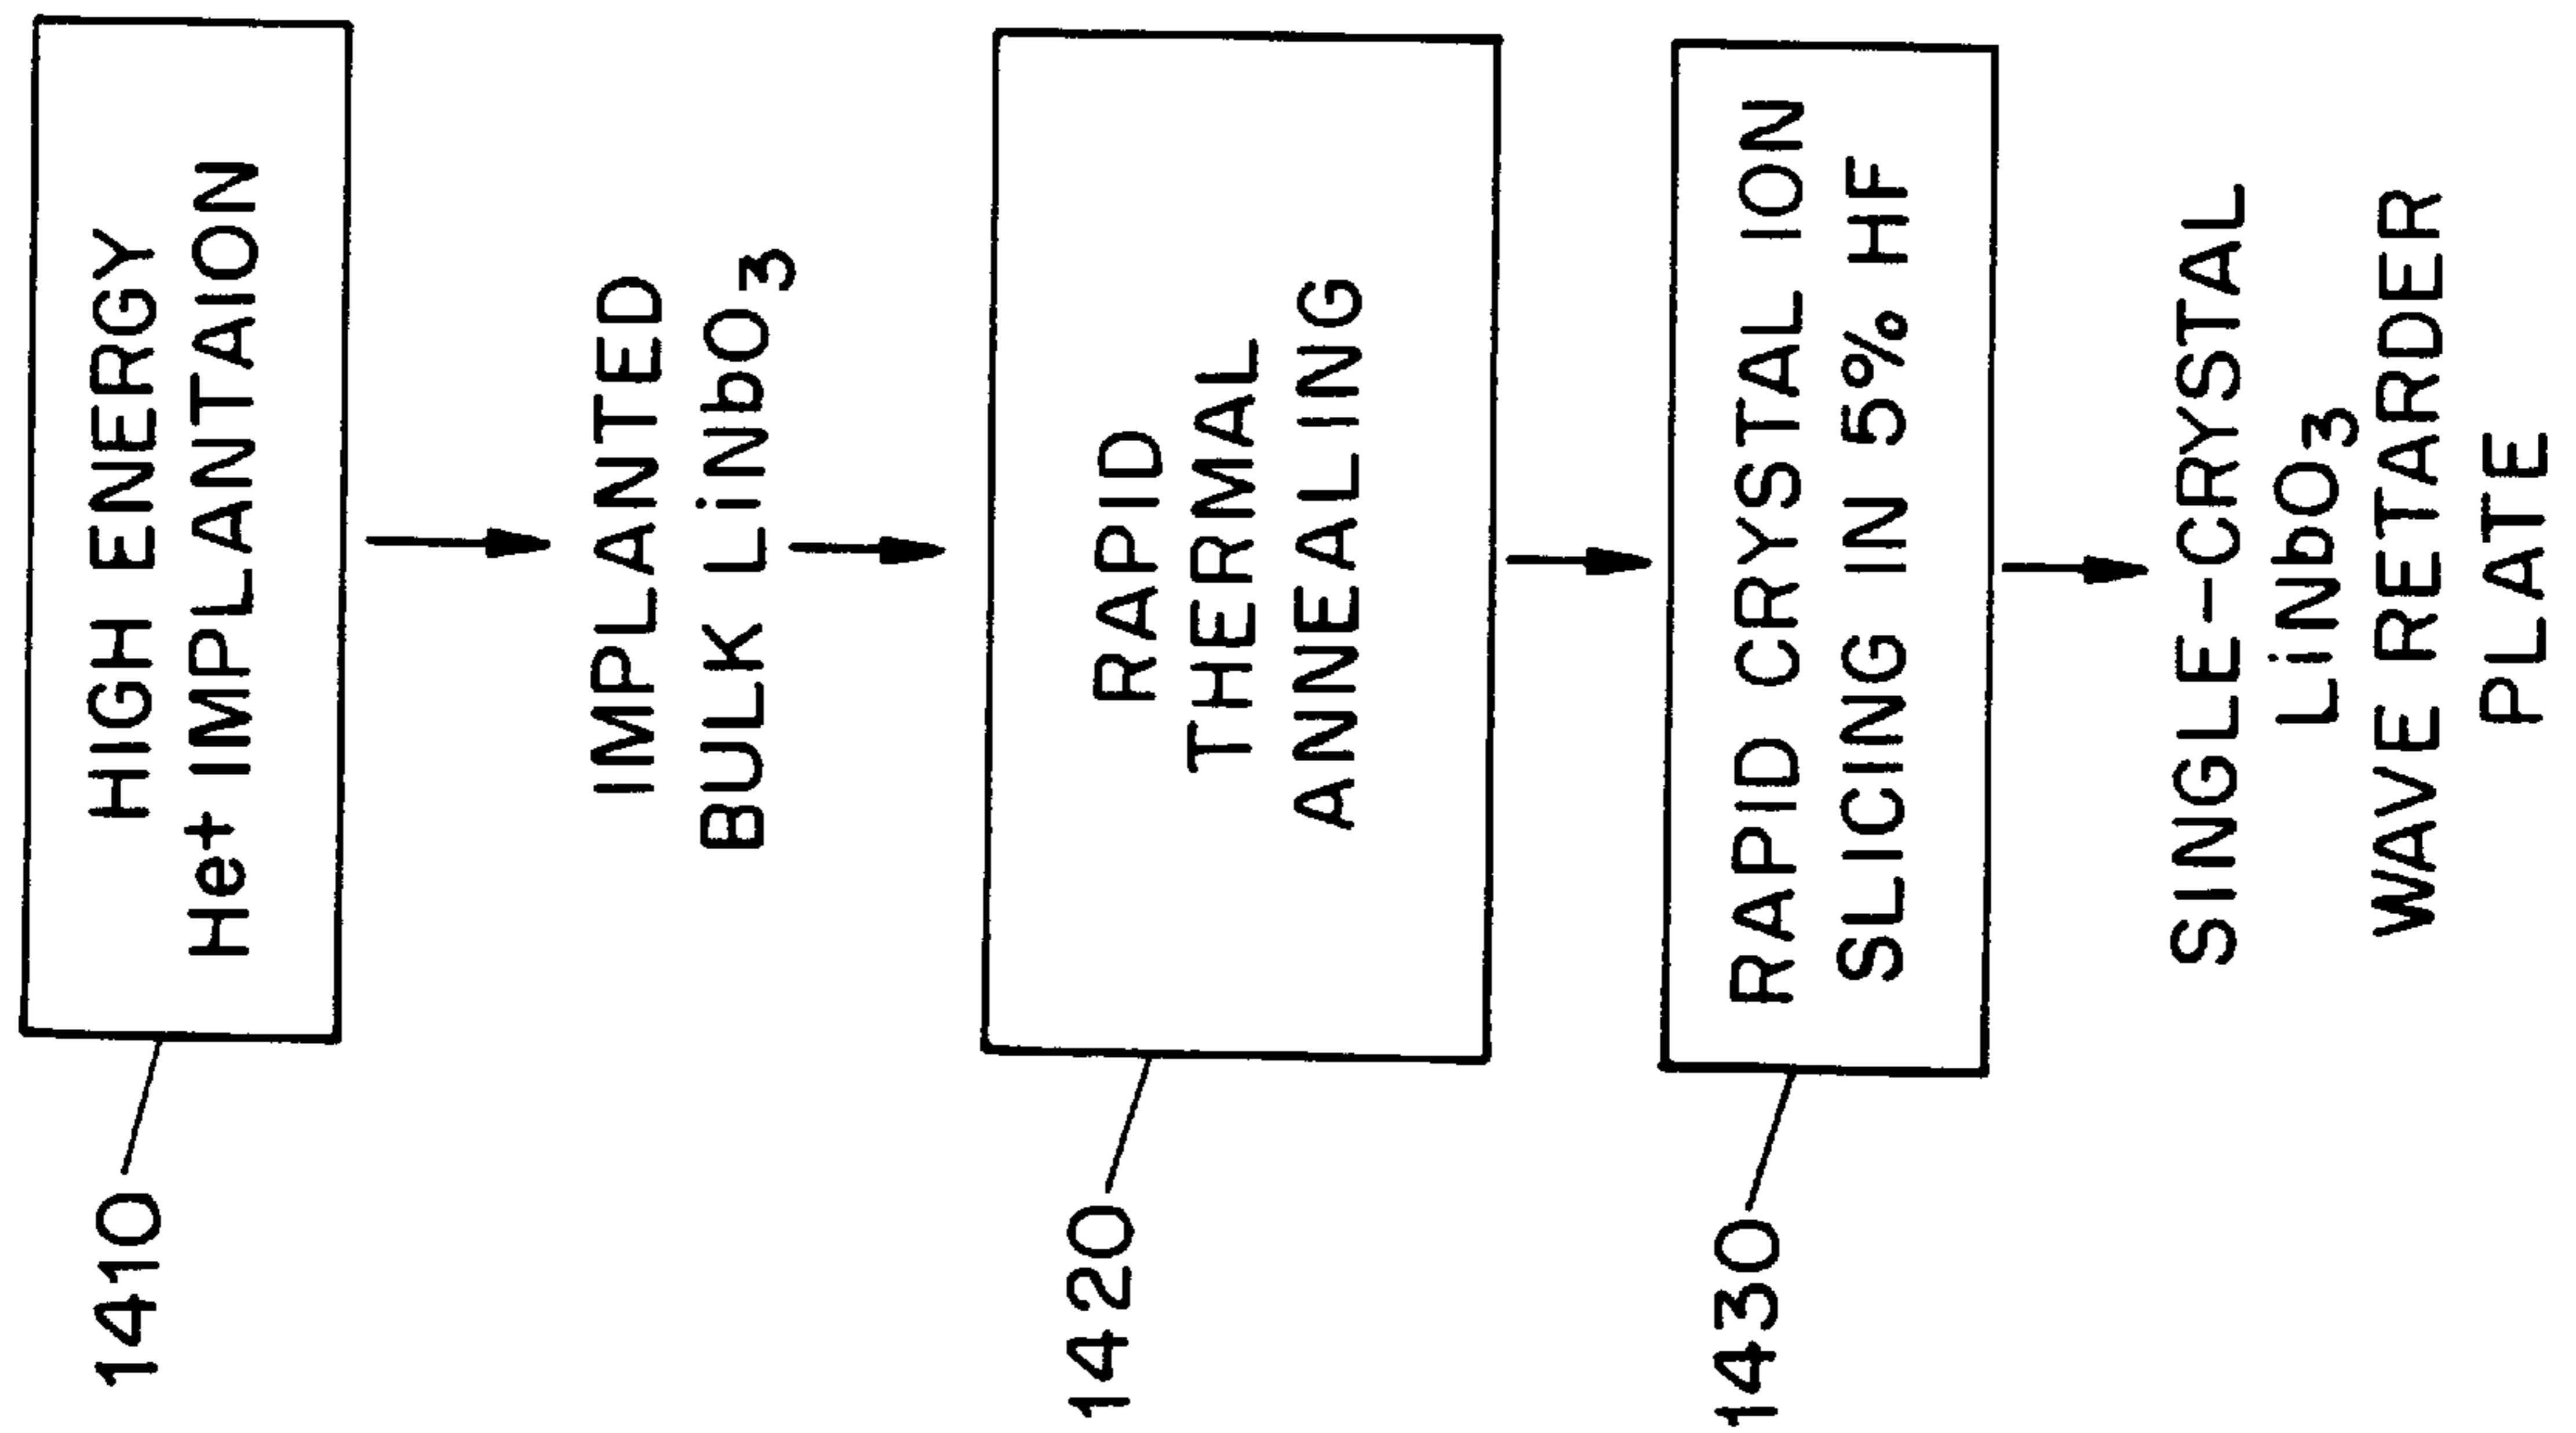 1410
HIGH ENERGY
He+ IMPLANTAION
IMPLANTED
BULK LiNbO3
1420
RAPID
THERMAL
ANNEALING
1430
RAPID CRYSTAL ION
SLICING IN 5% HF
SINGLE-CRYSTAL
LiNbO3
WAVE RETARDER
PLATE